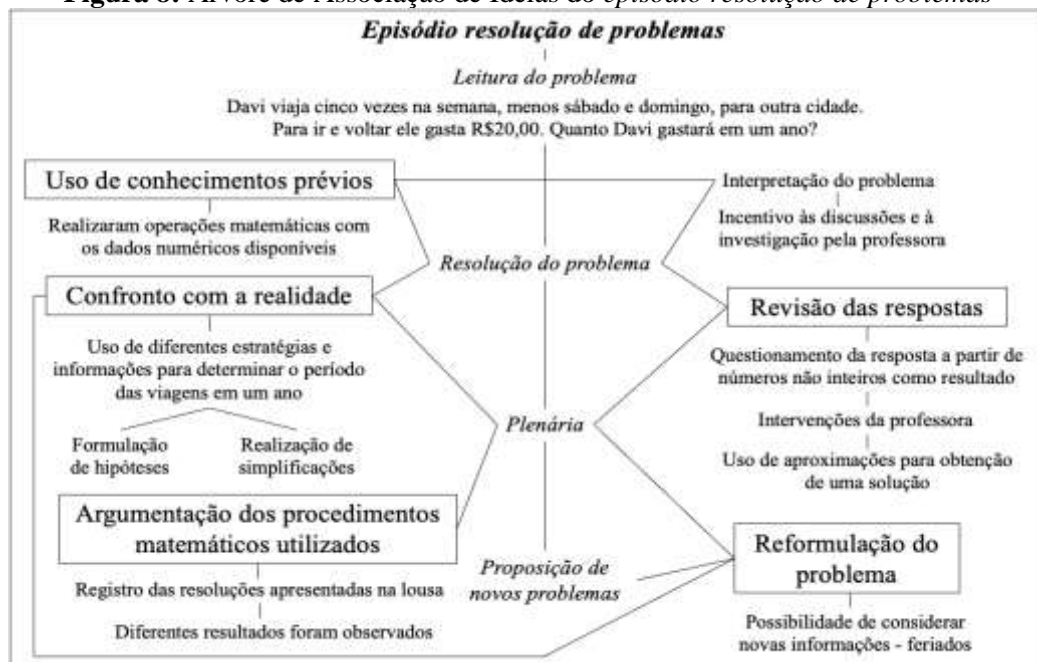 Figura 8: Árvore de Associação de Ideias do episódio resolução de problemas
Episódio resolução de problemas
Leitura do problema
Davi viaja cinco vezes na semana, menos sábado e domingo, para outra cidade.
Para ir e voltar ele gasta R$20,00. Quanto Davi gastará em um ano?
Uso de conhecimentos prévios
Realizaram operações matemáticas com
os dados numéricos disponíveis
Interpretação do problema
Incentivo às discussões e à
investigação pela professora
Resolução do problema
Confronto com a realidade
Uso de diferentes estratégias e
informações para determinar o período
das viagens em um ano
Formulação
de hipóteses
Realização de
simplificações
Revisão das respostas
Questionamento da resposta a partir de
números não inteiros como resultado
Intervenções da professora
Uso de aproximações para obtenção
de uma solução
Plenária
Argumentação dos procedimentos
matemáticos utilizados
Registro das resoluções apresentadas na lousa
Diferentes resultados foram observados
Proposição de
novos problemas
Reformulação do
problema
Possibilidade de considerar
novas informações - feriados